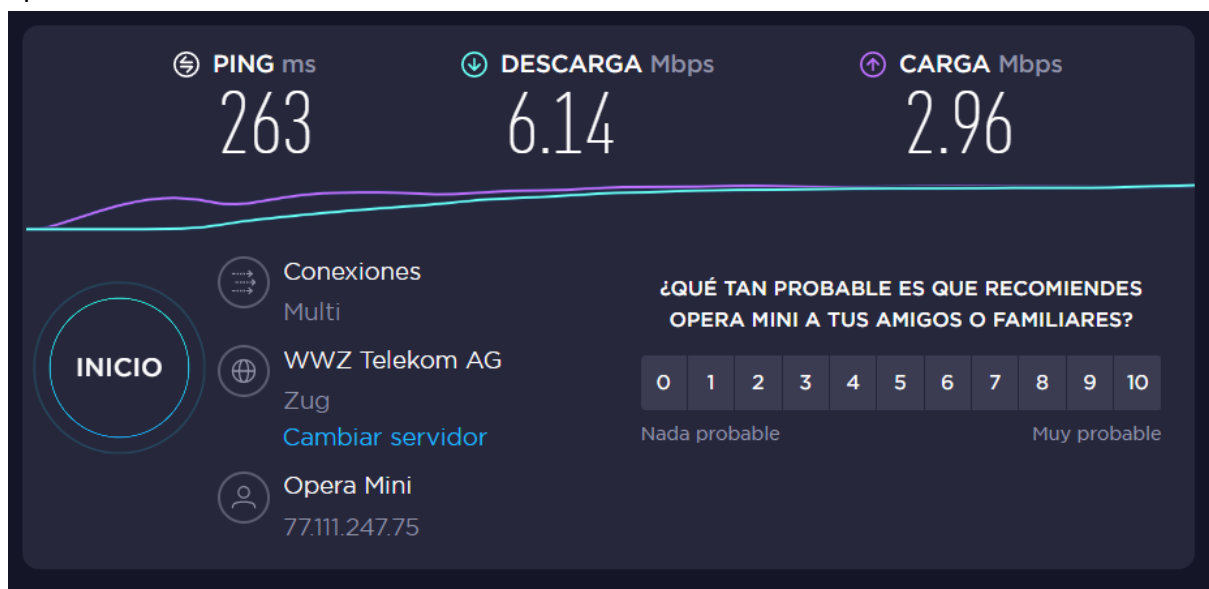 PING ms
263
DESCARGA Mbps
6.14
CARGA Mbps
2.96
INICIO
Conexiones
Multi
WWZ Telekom AG
Zug
Cambiar servidor
Opera Mini
77.111.247.75
¿QUÉ TAN PROBABLE ES QUE RECOMIENDES
OPERA MINI A TUS AMIGOS O FAMILIARES?
0 1 2 3 4 5 6 7 8 9 10
Nada probable Muy probable